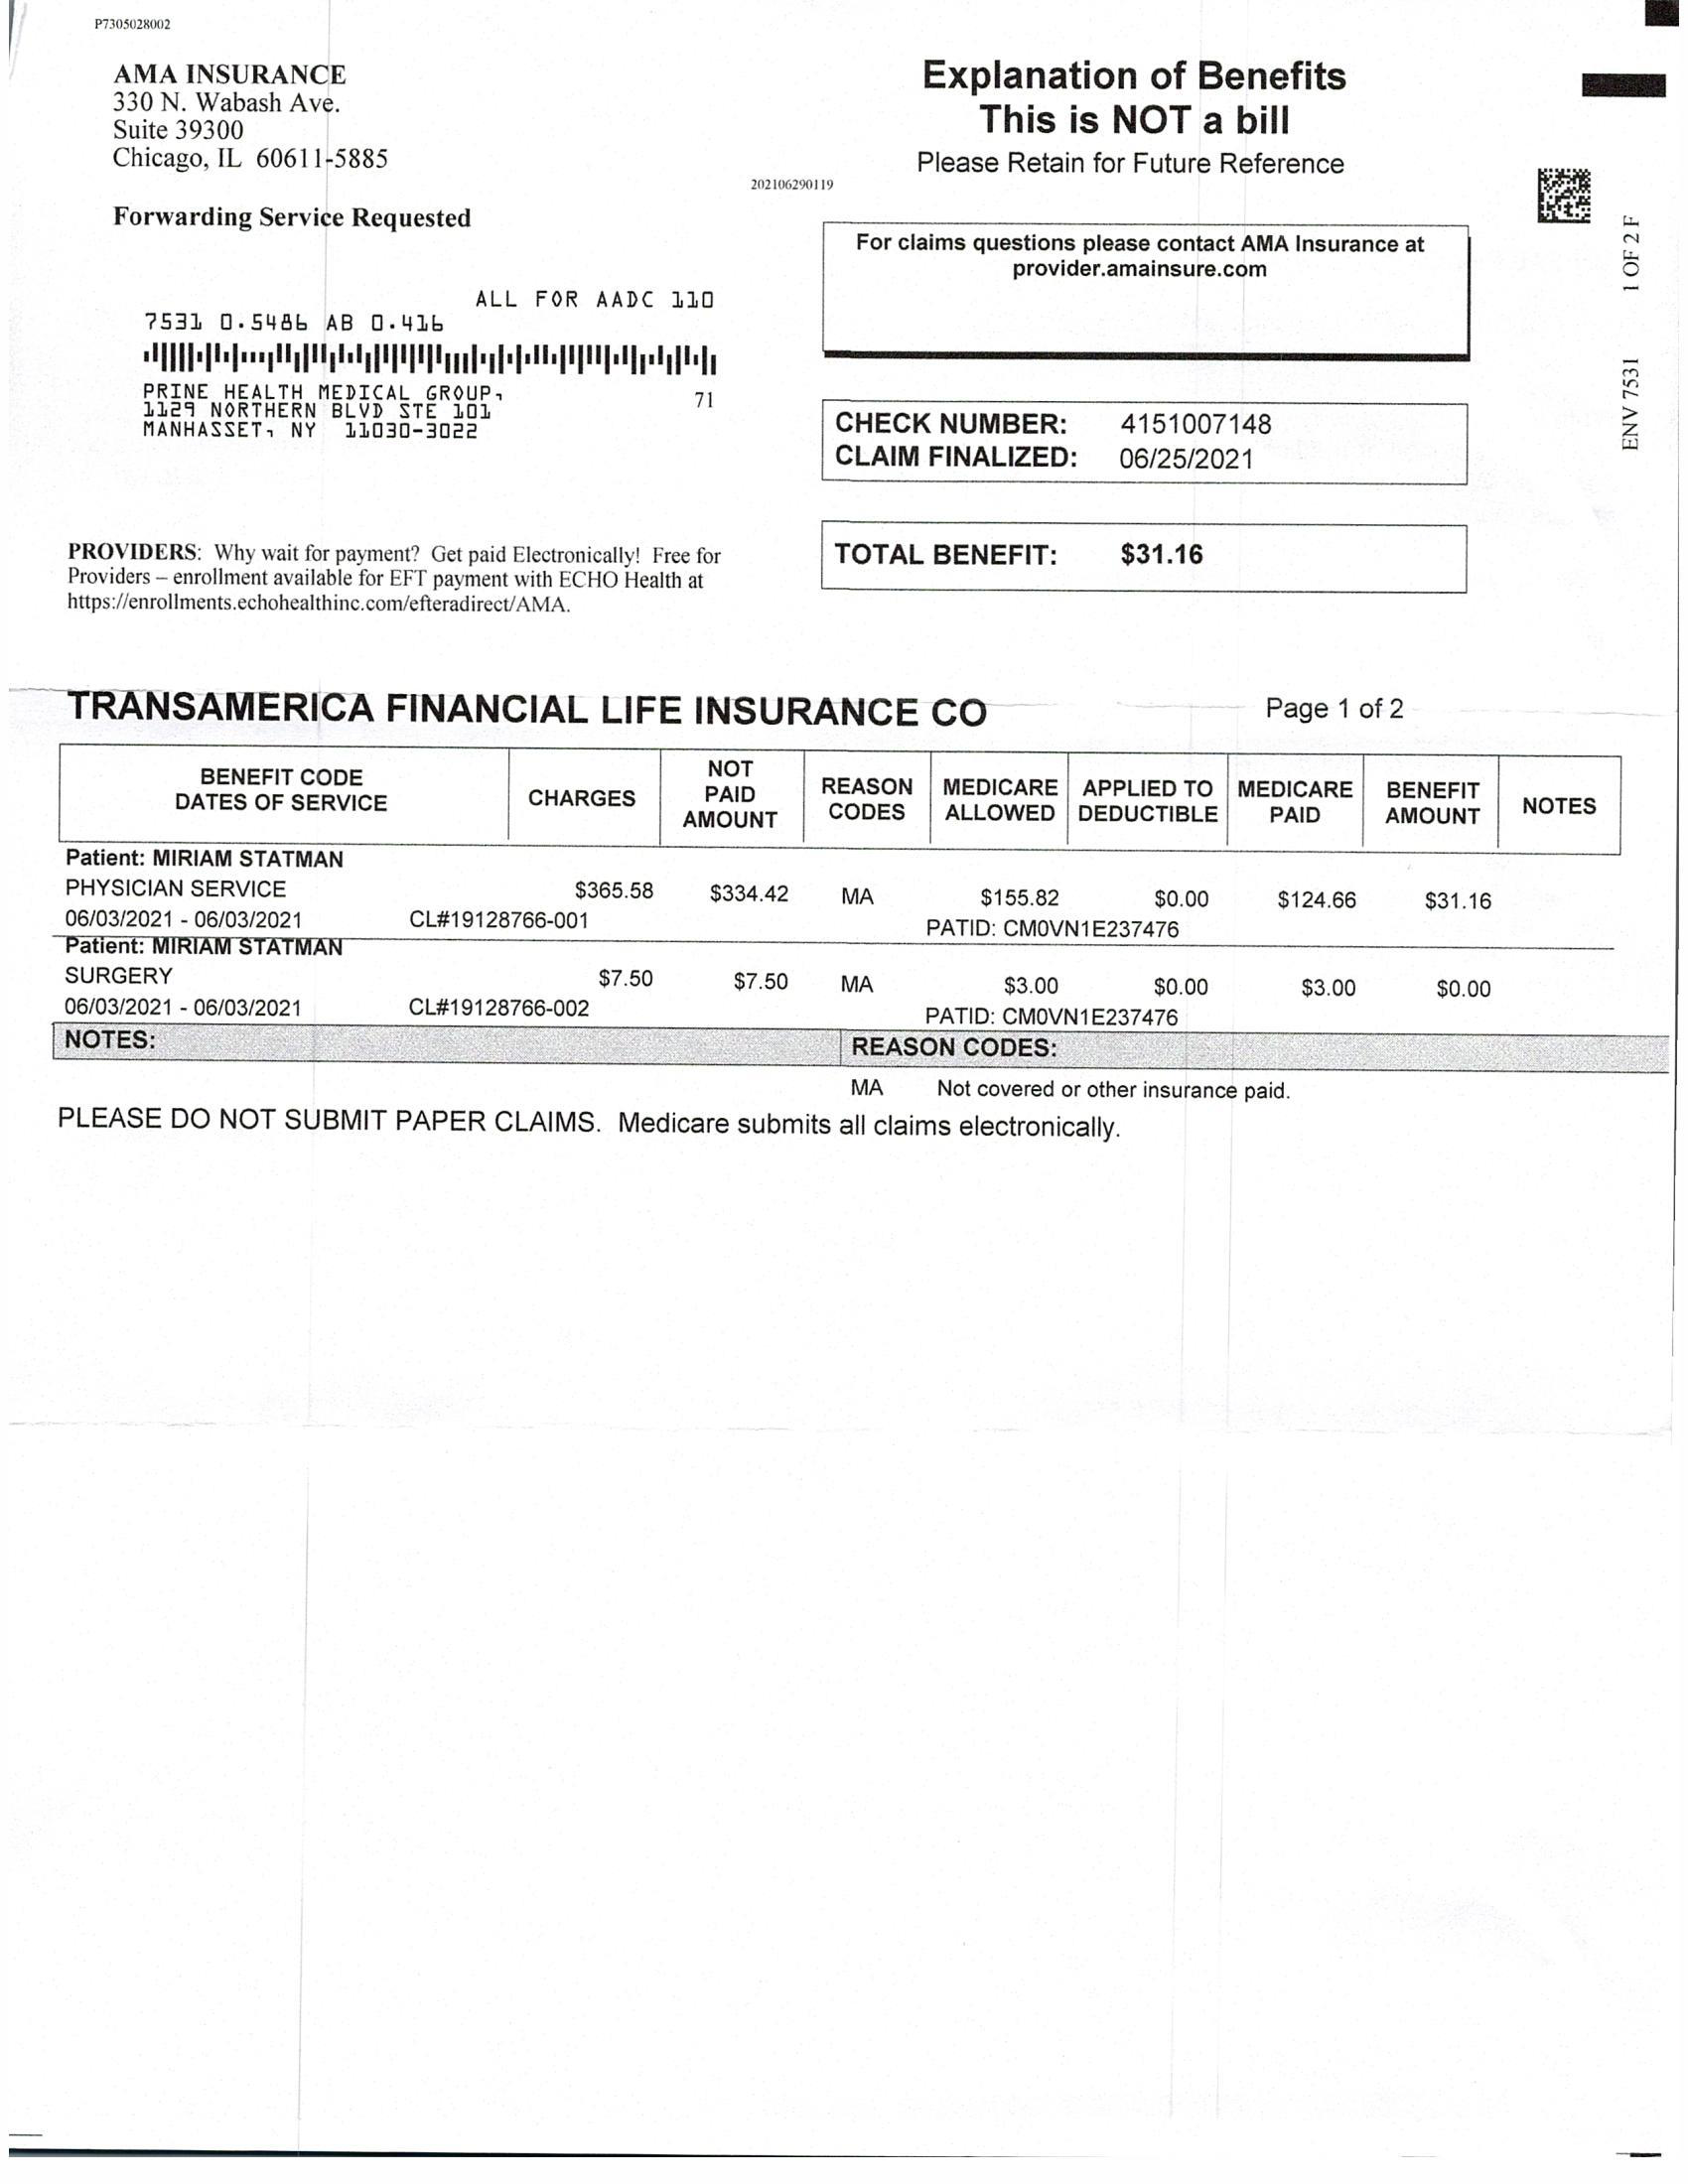 P7305028002
AMA INSURANCE
330 N. Wabash Ave.
Suite 39300
Chicago, IL 60611-5885
Forwarding Service Requested
Explanation of Benefits
This is NOT a bill
Please Retain for Future Reference
202106290119
For claims questions please contact AMA Insurance at
provider.amainsure.com
ENV 7531 1 OF 2 F
ALL FOR AADC 110
7531 0.5486 AB 0.416
PRINE HEALTH MEDICAL GROUP, 71
1129 NORTHERN BLVD STE 101
MANHASSET, NY 11030-3022
CHECK NUMBER: 4151007148
CLAIM FINALIZED: 06/25/2021
TOTAL BENEFIT: $31.16
PROVIDERS: Why wait for payment? Get paid Electronically! Free for
Providers – enrollment available for EFT payment with ECHO Health at
https://enrollments.echohealthinc.com/efteradirect/AMA.
TRANSAMERICA FINANCIAL LIFE INSURANCE CO Page 1 of 2
BENEFIT CODE
DATES OF SERVICE
CHARGES
NOT
PAID
AMOUNT
REASON
CODES
MEDICARE
ALLOWED
APPLIED TO
DEDUCTIBLE
MEDICARE
PAID
BENEFIT
AMOUNT
NOTES
Patient: MIRIAM STATMAN
PHYSICIAN SERVICE $365.58 $334.42 MA $155.82 $0.00 $124.66 $31.16
06/03/2021 - 06/03/2021 CL#19128766-001 PATID: CM0VN1E237476
Patient: MIRIAM STATMAN
SURGERY $7.50 $7.50 MA $3.00 $0.00 $3.00 $0.00
06/03/2021 - 06/03/2021 CL#19128766-002 PATID: CM0VN1E237476
NOTES: REASON CODES:
MA Not covered or other insurance paid.
PLEASE DO NOT SUBMIT PAPER CLAIMS. Medicare submits all claims electronically.